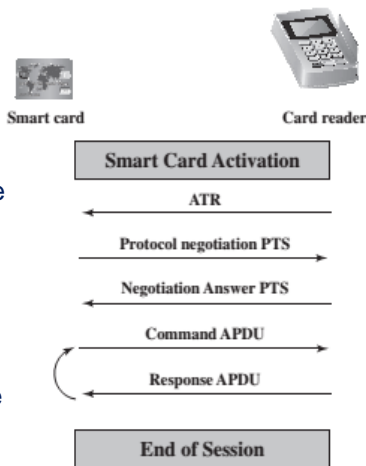 Smart card
Card reader
Smart Card Activation
e
ATR
Protocol negotiation PTS
Negotiation Answer PTS
Command APDU
Response APDU
e
End of Session